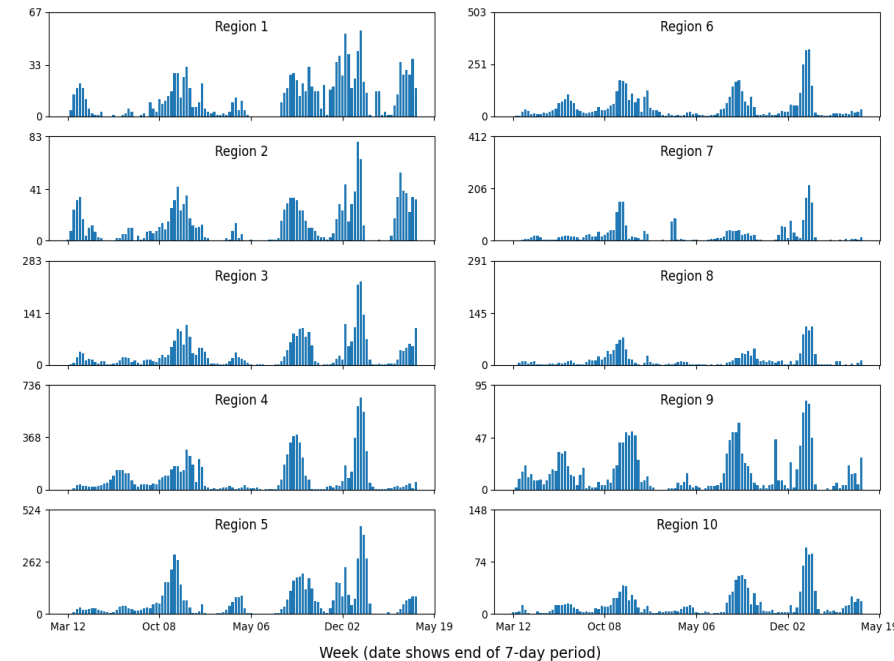 67
33
0
Region 1
503
251
0
Region 6
83
41
0
Region 2
412
206
0
Region 7
283
141
0
Region 3
291
145
0
Region 8
736
368
0
Region 4
95
47
0
Region 9
524
262
0
Region 5
148
74
0
Region 10
Mar 12 Oct 08 May 06 Dec 02 May 19
Mar 12 Oct 08 May 06 Dec 02 May 19
Week (date shows end of 7-day period)